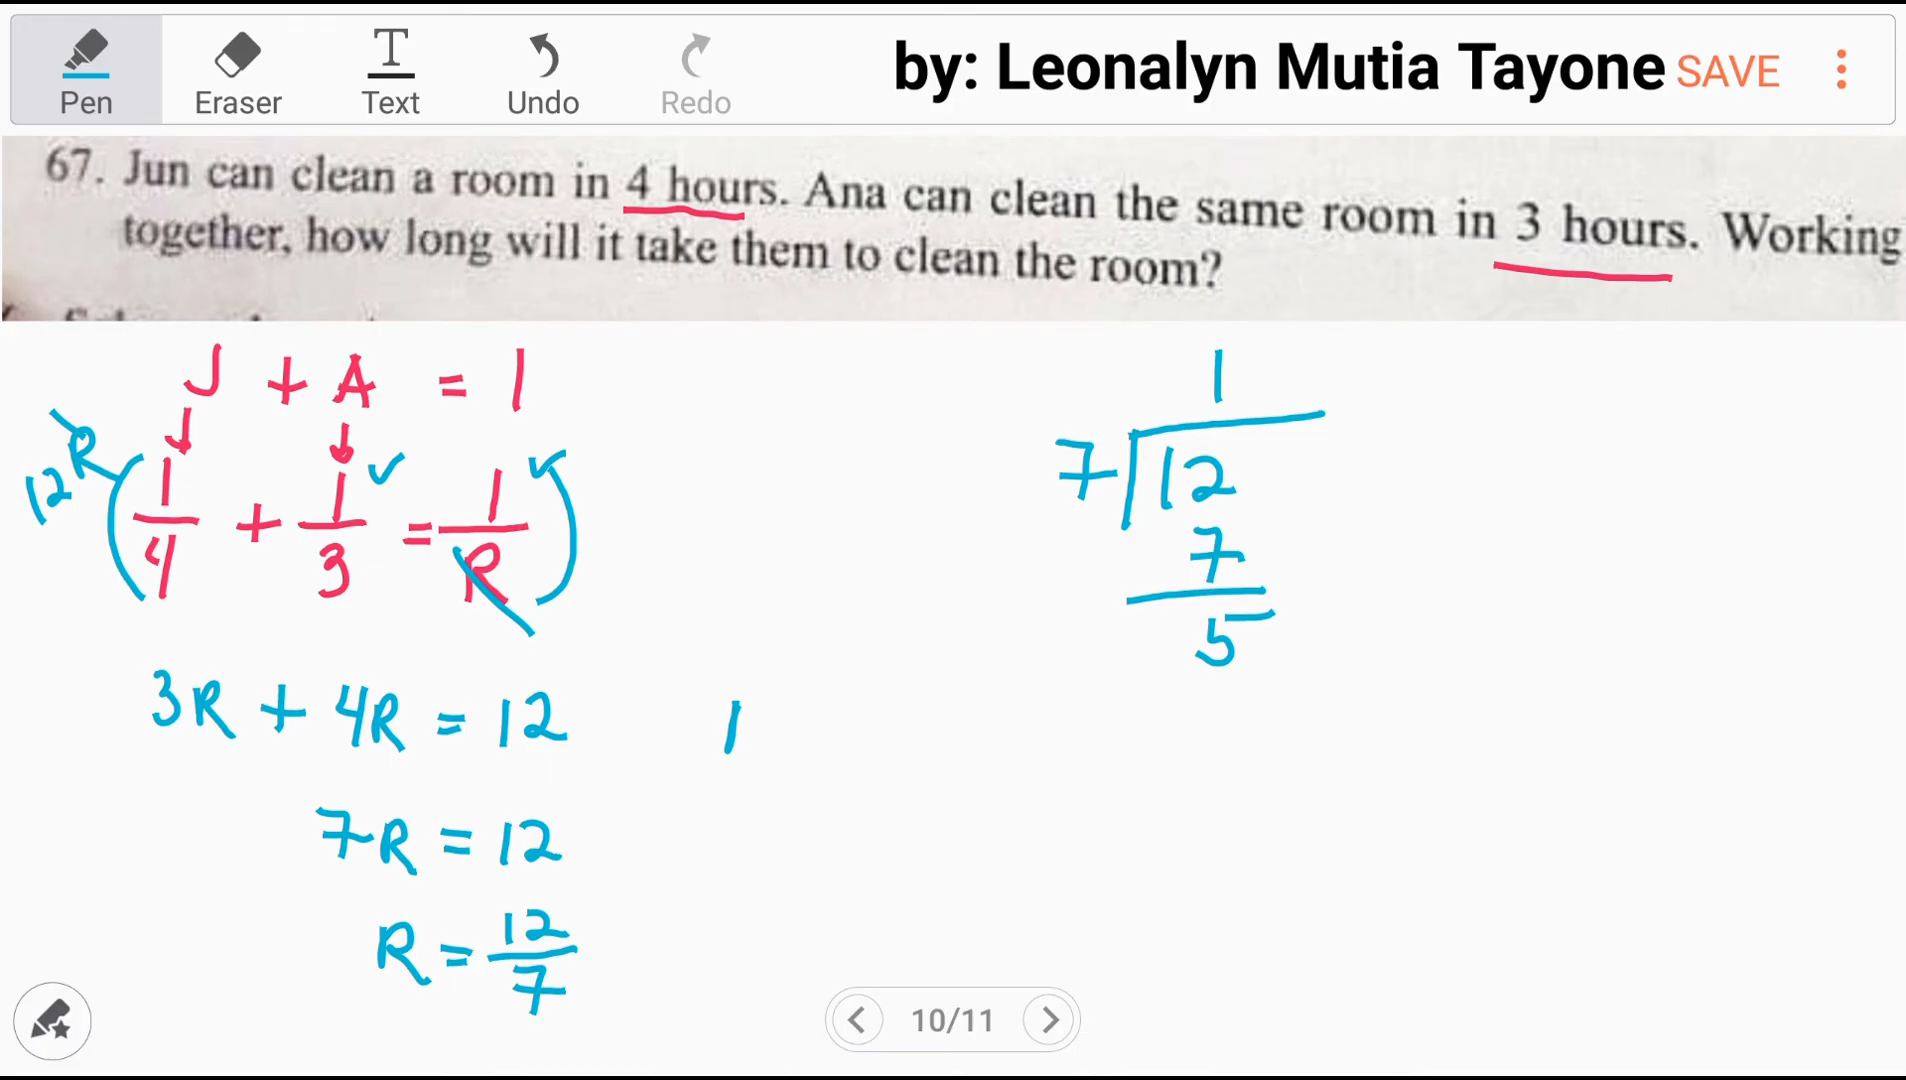 Pen Eraser Text Undo Redo by: Leonalyn Mutia Tayone SAVE
67. Jun can clean a room in 4 hours. Ana can clean the same room in 3 hours. Working
together, how long will it take them to clean the room?
J + A = 1
12R (1/4 + 1/3 = 1/R)
3R + 4R = 12
7R = 12
R = 12/7
1
1
7 12
7
5
10/11